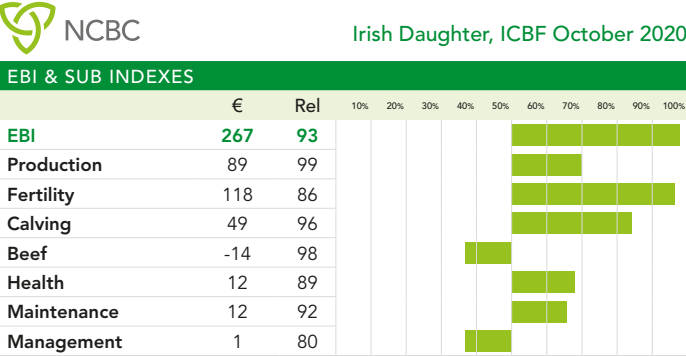 NCBC
Irish Daughter, ICBF October 2020
EBI & SUB INDEXES
€ Rel 10% 20% 30% 40% 50% 60% 70% 80% 90% 100%
EBI 267 93
Production 89 99
Fertility 118 86
Calving 49 96
Beef -14 98
Health 12 89
Maintenance 12 92
Management 1 80